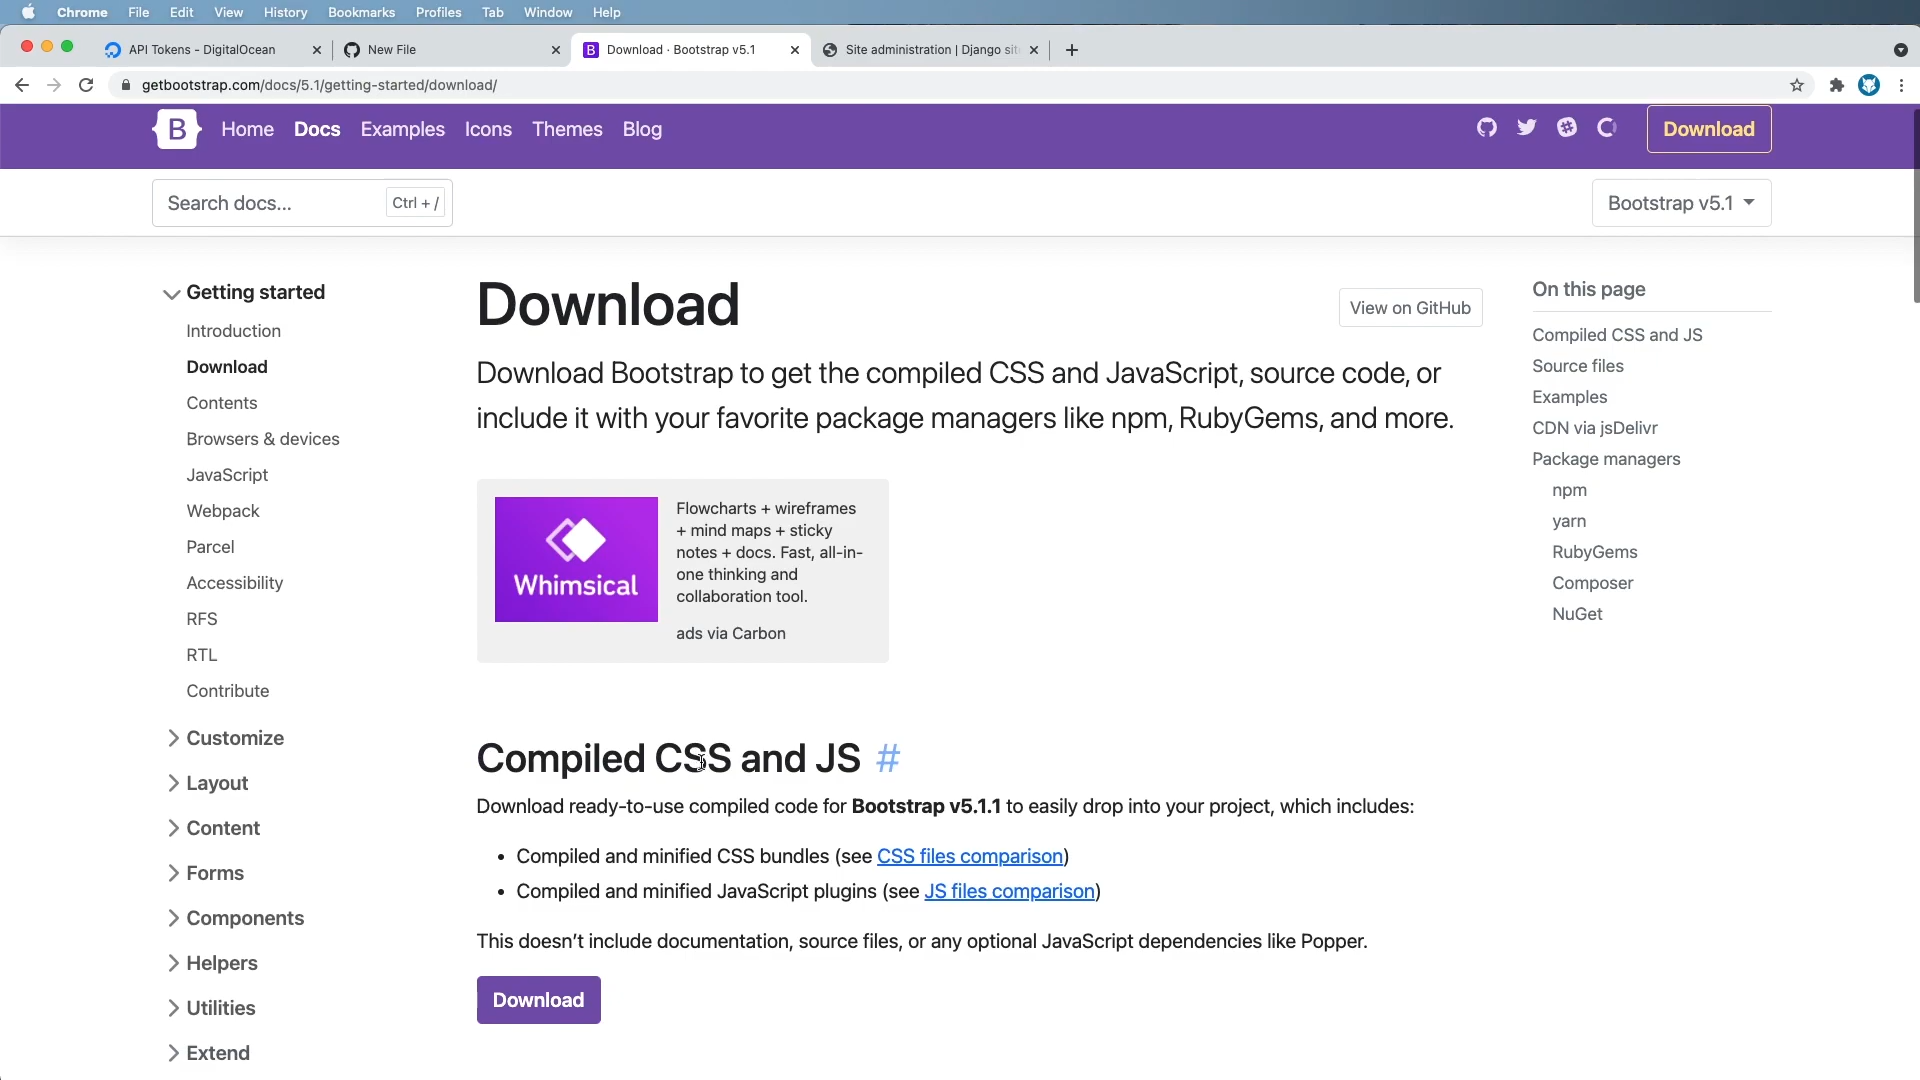 Chrome File Edit View History Bookmarks Profiles Tab Window Help
API Tokens - DigitalOcean
New File
Download · Bootstrap v5.1
Site administration | Django site
getbootstrap.com/docs/5.1/getting-started/download/
B Home Docs Examples Icons Themes Blog
Download
Search docs... Ctrl + /
Bootstrap v5.1
Getting started
Introduction
Download
Contents
Browsers & devices
JavaScript
Webpack
Parcel
Accessibility
RFS
RTL
Contribute
Customize
Layout
Content
Forms
Components
Helpers
Utilities
Extend
Download
View on GitHub
Download Bootstrap to get the compiled CSS and JavaScript, source code, or
include it with your favorite package managers like npm, RubyGems, and more.
Whimsical
Flowcharts + wireframes
+ mind maps + sticky
notes + docs. Fast, all-in-
one thinking and
collaboration tool.
ads via Carbon
Compiled CSS and JS #
Download ready-to-use compiled code for Bootstrap v5.1.1 to easily drop into your project, which includes:
• Compiled and minified CSS bundles (see CSS files comparison)
• Compiled and minified JavaScript plugins (see JS files comparison)
This doesn't include documentation, source files, or any optional JavaScript dependencies like Popper.
Download
On this page
Compiled CSS and JS
Source files
Examples
CDN via jsDelivr
Package managers
npm
yarn
RubyGems
Composer
NuGet